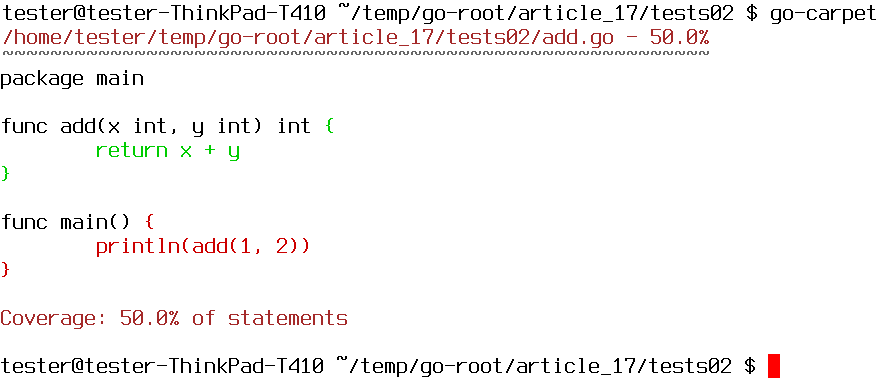 tester@tester-ThinkPad-T410 ~/temp/go-root/article_17/tests02 $ go-carpet
/home/tester/temp/go-root/article_17/tests02/add.go - 50.0%
~~~~~~~~~~~~~~~~~~~~~~~~~~~~~~~~~~~~~~~~~~~~~~~~~~~~~~~~~~~
package main

func add(x int, y int) int {
        return x + y
}

func main() {
        println(add(1, 2))
}

Coverage: 50.0% of statements

tester@tester-ThinkPad-T410 ~/temp/go-root/article_17/tests02 $